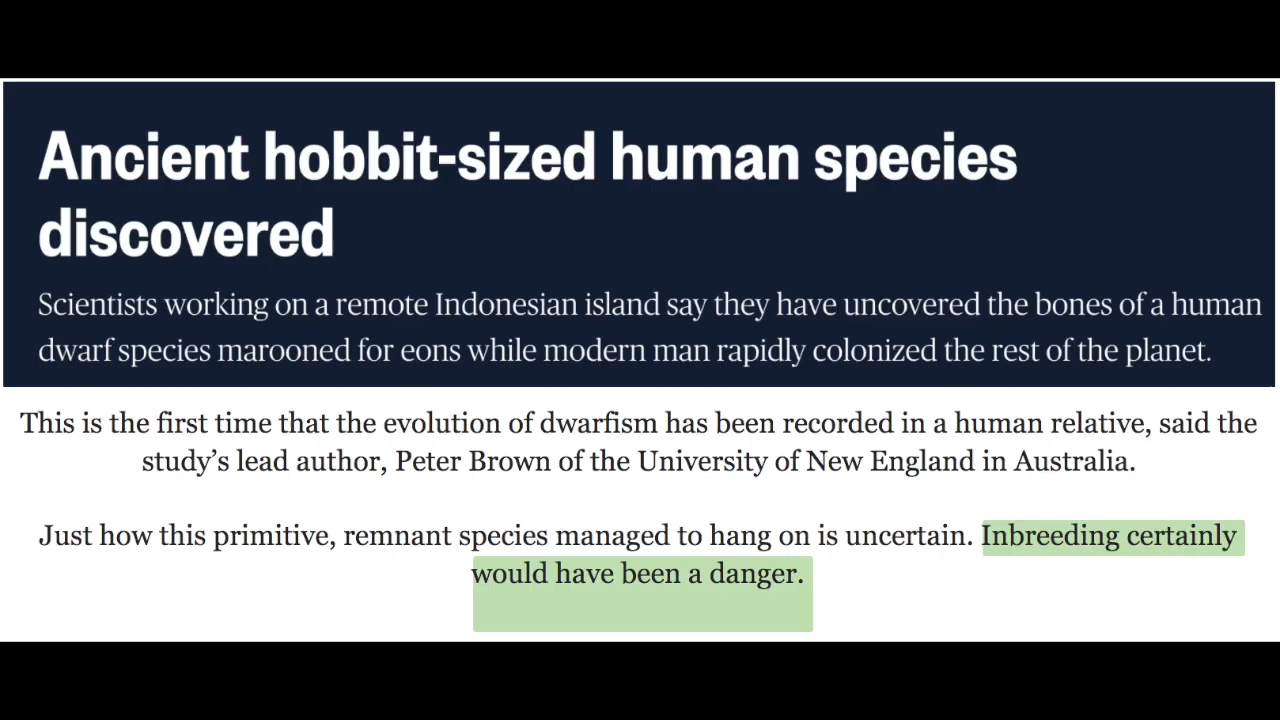 Ancient hobbit-sized human species
discovered
Scientists working on a remote Indonesian island say they have uncovered the bones of a human
dwarf species marooned for eons while modern man rapidly colonized the rest of the planet.
This is the first time that the evolution of dwarfism has been recorded in a human relative, said the
study’s lead author, Peter Brown of the University of New England in Australia.
Just how this primitive, remnant species managed to hang on is uncertain. Inbreeding certainly
would have been a danger.